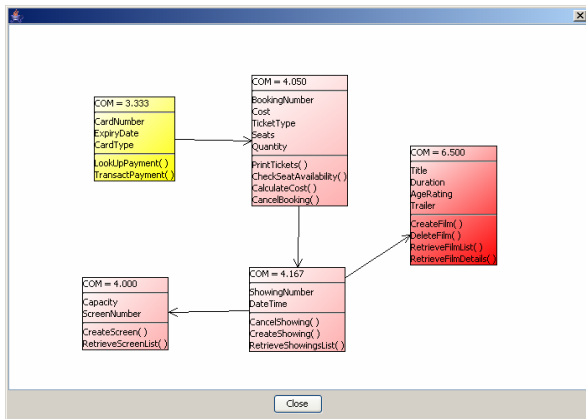 COM = 3.333
CardNumber
ExpiryDate
CardType
LookUpPayment( )
TransactPayment( )
COM = 4.050
BookingNumber
Cost
TicketType
Seats
Quantity
PrintTickets( )
CheckSeatAvailability( )
CalculateCost( )
CancelBooking( )
COM = 6.500
Title
Duration
AgeRating
Trailer
CreateFilm( )
DeleteFilm( )
RetrieveFilmList( )
RetrieveFilmDetails( )
COM = 4.000
Capacity
ScreenNumber
CreateScreen( )
RetrieveScreenList( )
COM = 4.167
ShowingNumber
DateTime
CancelShowing( )
CreateShowing( )
RetrieveShowingsList( )
Close